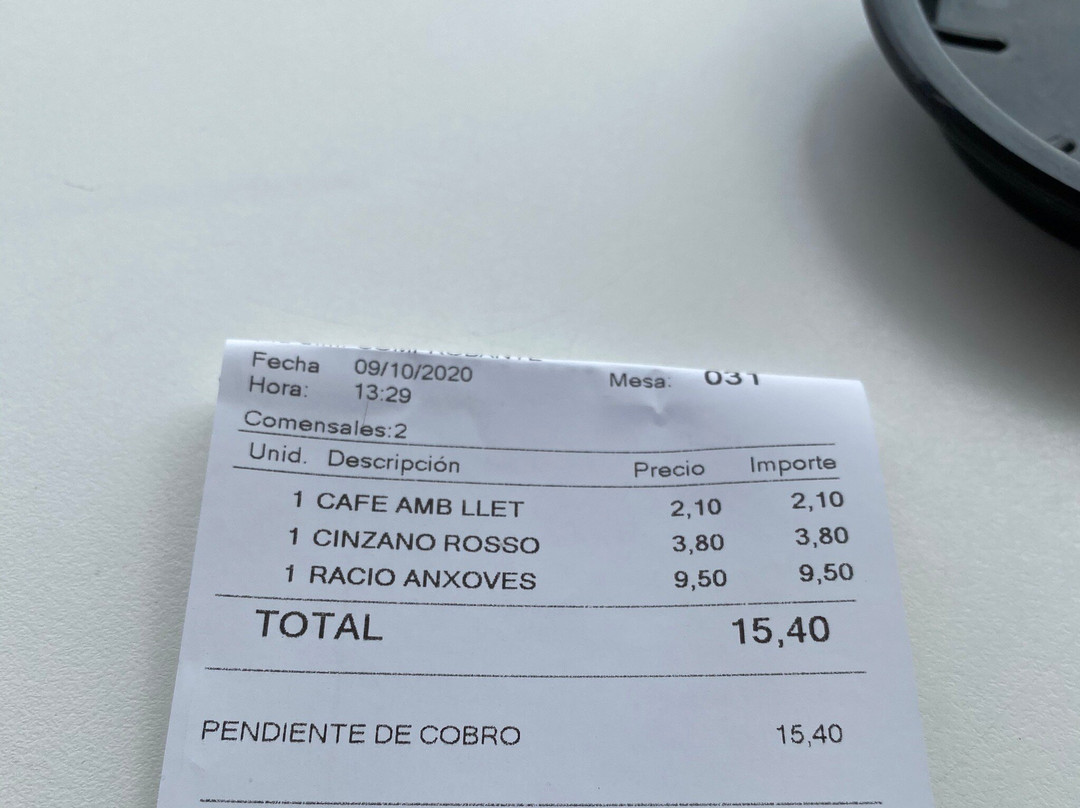 Fecha 09/10/2020 Mesa: 031
Hora: 13:29
Comensales:2
Unid. Descripción Precio Importe
1 CAFE AMB LLET 2,10 2,10
1 CINZANO ROSSO 3,80 3,80
1 RACIO ANXOVES 9,50 9,50
TOTAL 15,40
PENDIENTE DE COBRO 15,40